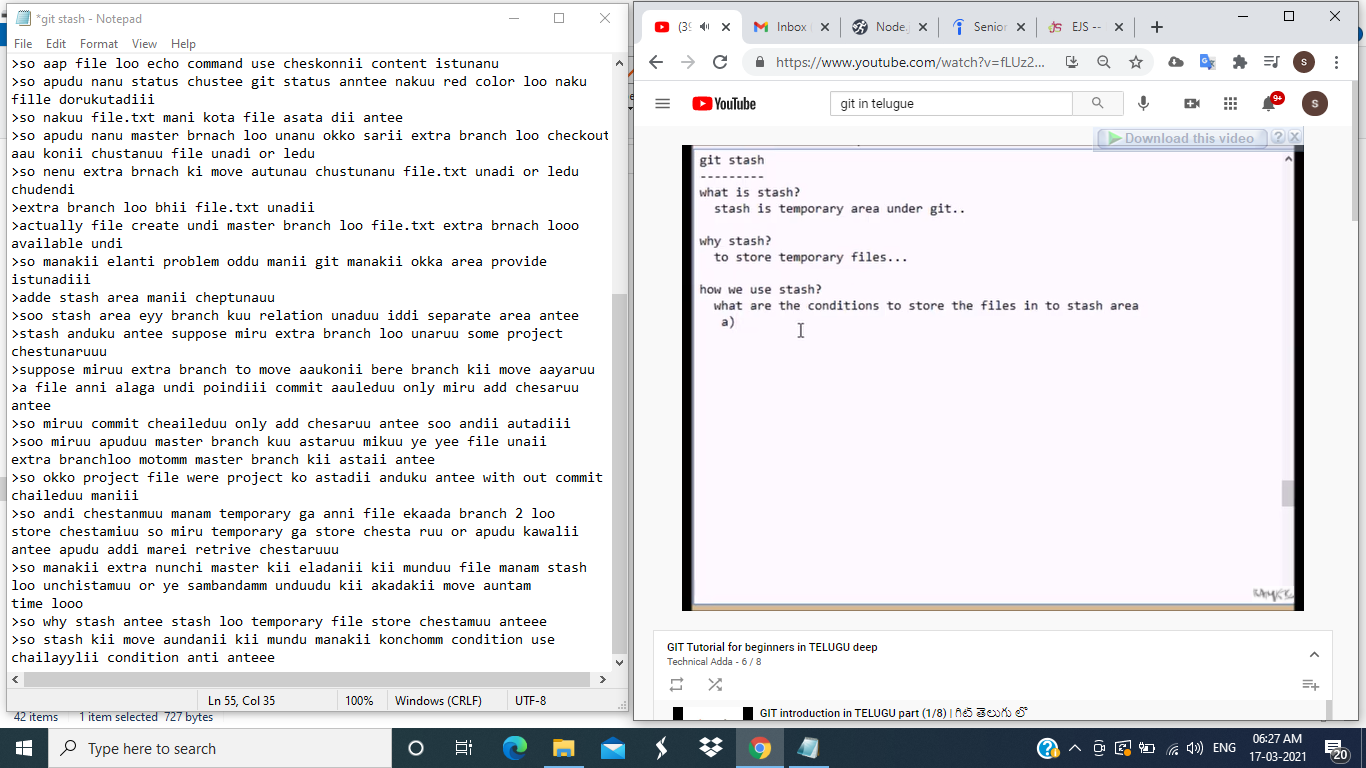 *git stash - Notepad
File Edit Format View Help
>so aap file loo echo command use cheskonnii content istunanu
>so apudu nanu status chustee git status anntee nakuu red color loo naku
fille dorukutadiii
>so nakuu file.txt mani kota file asata dii antee
>so apudu nanu master brnach loo unanu okko sarii extra branch loo checkout
aau konii chustanuu file unadi or ledu
>so nenu extra brnach ki move autunau chustunanu file.txt unadi or ledu
chudendi
>extra branch loo bhii file.txt unadii
>actually file create undi master branch loo file.txt extra brnach looo
available undi
>so manakii elanti problem oddu manii git manakii okka area provide
istunadiii
>adde stash area manii cheptunauu
>soo stash area eyy branch kuu relation unaduu iddi separate area antee
>stash anduku antee suppose miru extra branch loo unaruu some project
chestunaruuu
>suppose miruu extra branch to move aaukonii bere branch kii move aayaruu
>a file anni alaga undi poindiii commit aauleduu only miru add chesaruu
antee
>so miruu commit cheaileduu only add chesaruu antee soo andii autadiii
>soo miruu apuduu master branch kuu astaruu mikuu ye yee file unaii
extra branchloo motomm master branch kii astaii antee
>so okko project file were project ko astadii anduku antee with out commit
chaileduu maniii
>so andi chestanmuu manam temporary ga anni file ekaada branch 2 loo
store chestamiuu so miru temporary ga store chesta ruu or apudu kawalii
antee apudu addi marei retrive chestaruuu
>so manakii extra nunchi master kii eladanii kii munduu file manam stash
loo unchistamuu or ye sambandamm unduudu kii akadakii move auntam
time looo
>so why stash antee stash loo temporary file store chestamuu anteee
>so stash kii move aundanii kii mundu manakii konchomm condition use
chailayylii condition anti anteee
Ln 55, Col 35 100% Windows (CRLF) UTF-8
42 items 1 item selected 727 bytes
(39 Inbox Node. Senior EJS --
https://www.youtube.com/watch?v=fLUz2...
S
YouTube
git in telugue
9+
S
Download this video
git stash
---------
what is stash?
stash is temporary area under git..
why stash?
to store temporary files...
how we use stash?
what are the conditions to store the files in to stash area
a)
GIT Tutorial for beginners in TELUGU deep
Technical Adda - 6 / 8
GIT introduction in TELUGU part (1/8) | గిట్ తెలుగు లో
Type here to search
ENG
06:27 AM
17-03-2021
20